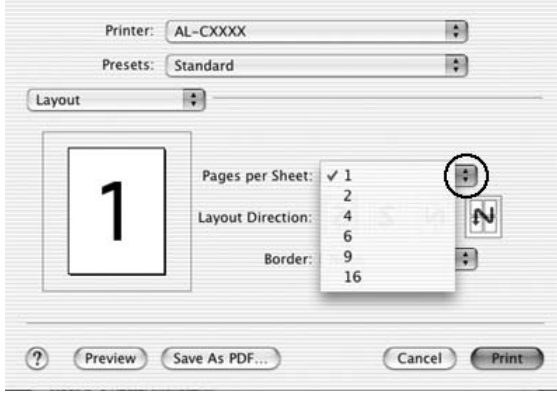 Printer: AL-CXXXX
Presets: Standard
Layout
1
Pages per Sheet: ✓ 1
2
Layout Direction: 4
6
Border: 9
16
? Preview Save As PDF... Cancel Print